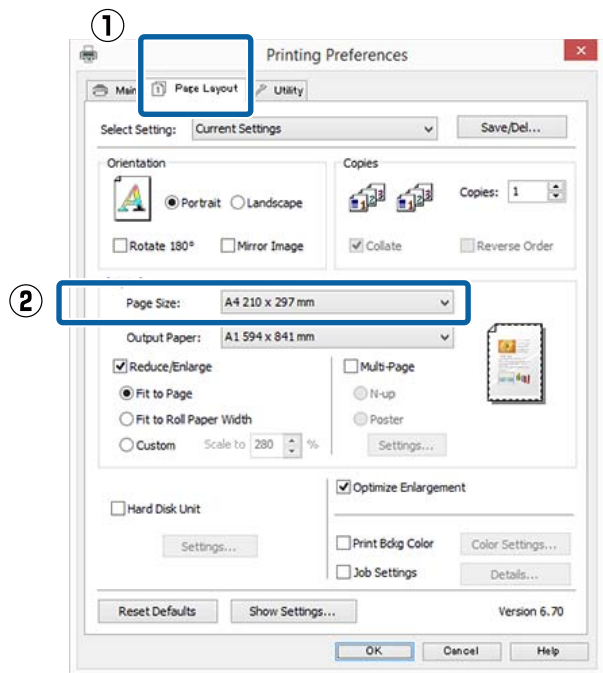 ①
Printing Preferences
Main Page Layout Utility
Select Setting: Current Settings Save/Del...
Orientation Copies
Portrait Landscape Copies: 1
Rotate 180° Mirror Image Collate Reverse Order
②
Page Size: A4 210 x 297 mm
Output Paper: A1 594 x 841 mm
Reduce/Enlarge Multi-Page
Fit to Page N-up
Fit to Roll Paper Width Poster
Custom Scale to 280 % Settings...
Optimize Enlargement
Hard Disk Unit
Settings... Print Bckg Color Color Settings...
Job Settings Details...
Reset Defaults Show Settings... Version 6.70
OK Cancel Help